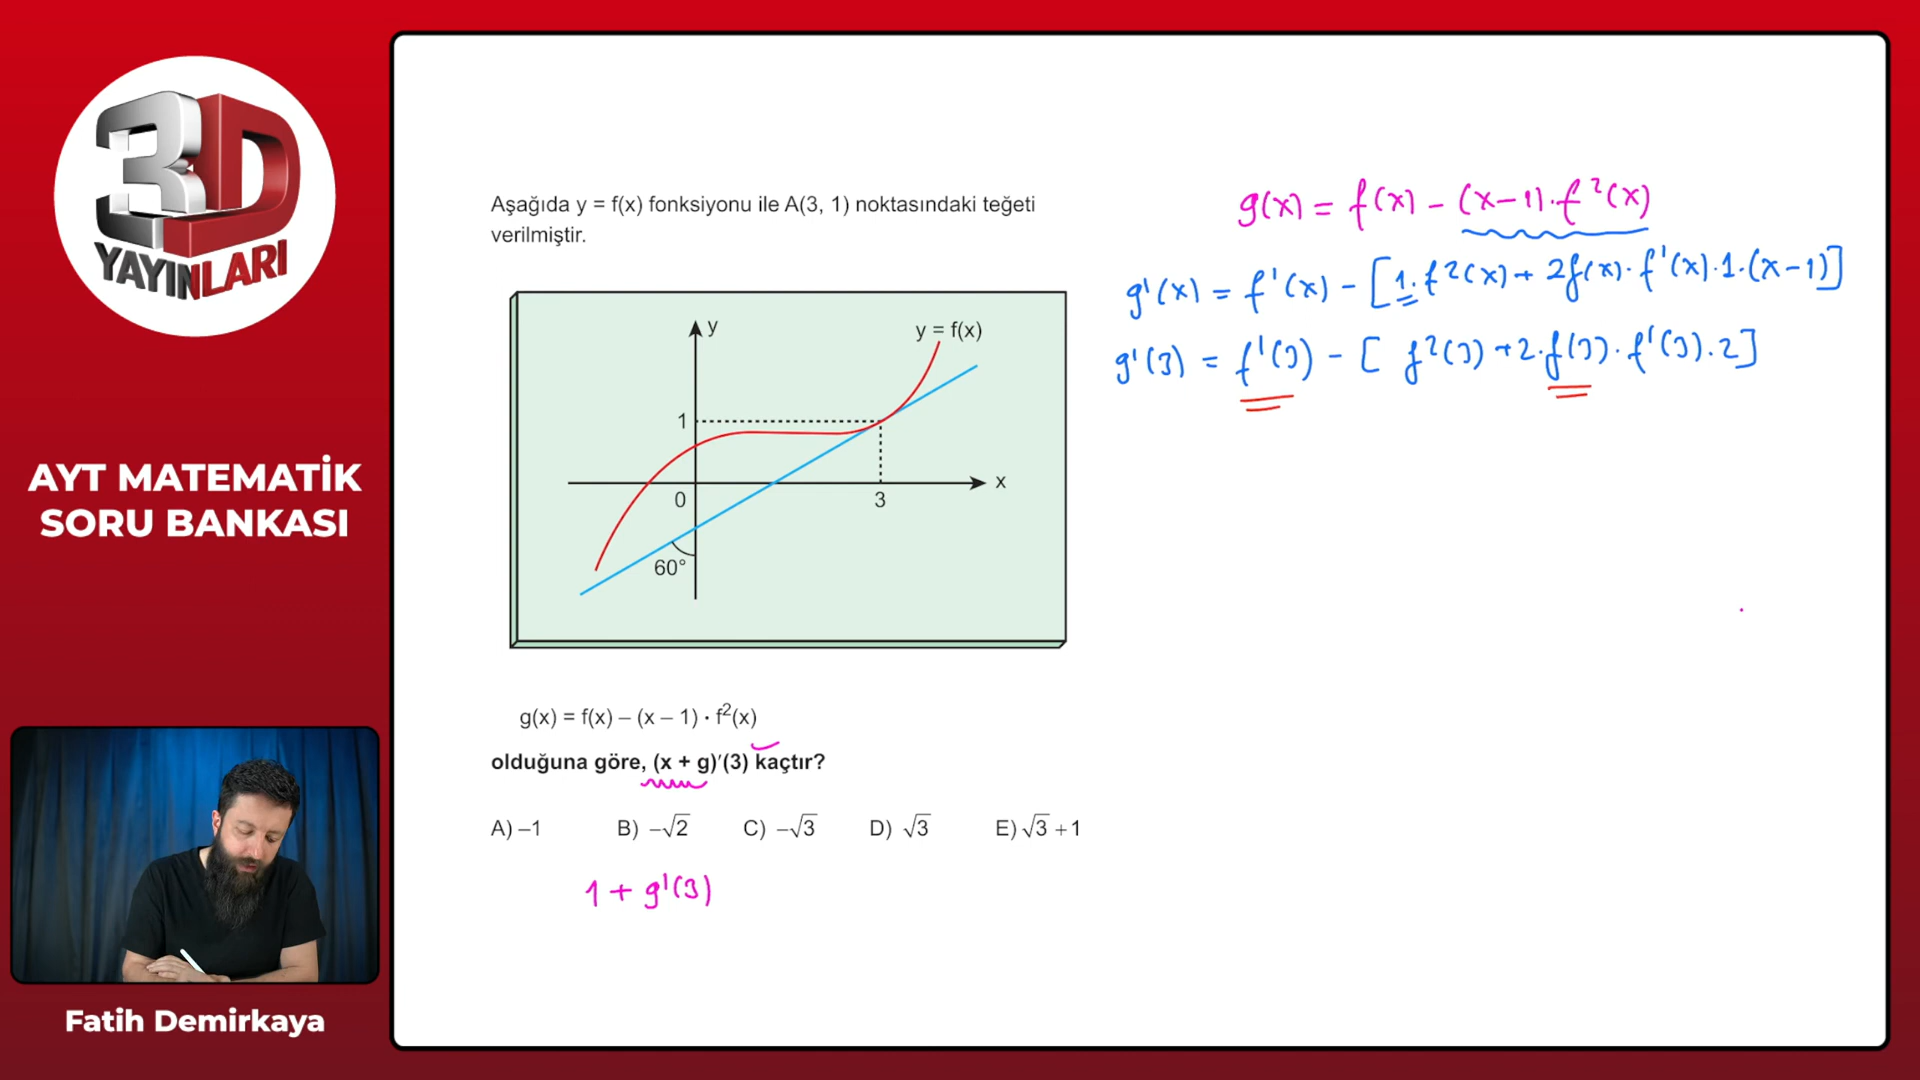 3D
YAYINLARI
AYT MATEMATİK
SORU BANKASI
Fatih Demirkaya
Aşağıda y = f(x) fonksiyonu ile A(3, 1) noktasındaki teğeti
verilmiştir.
y
y = f(x)
1
x
0
3
60°
g(x) = f(x) – (x – 1) · f²(x)
olduğuna göre, (x + g)′(3) kaçtır?
A) –1 B) –√2 C) –√3 D) √3 E) √3 + 1
1 + g'(3)
g(x) = f(x) - (x-1)·f²(x)
g'(x) = f'(x) - [1·f²(x) + 2f(x)·f'(x)·1·(x-1)]
g'(3) = f'(3) - [ f²(3) + 2·f(3)·f'(3)·2]